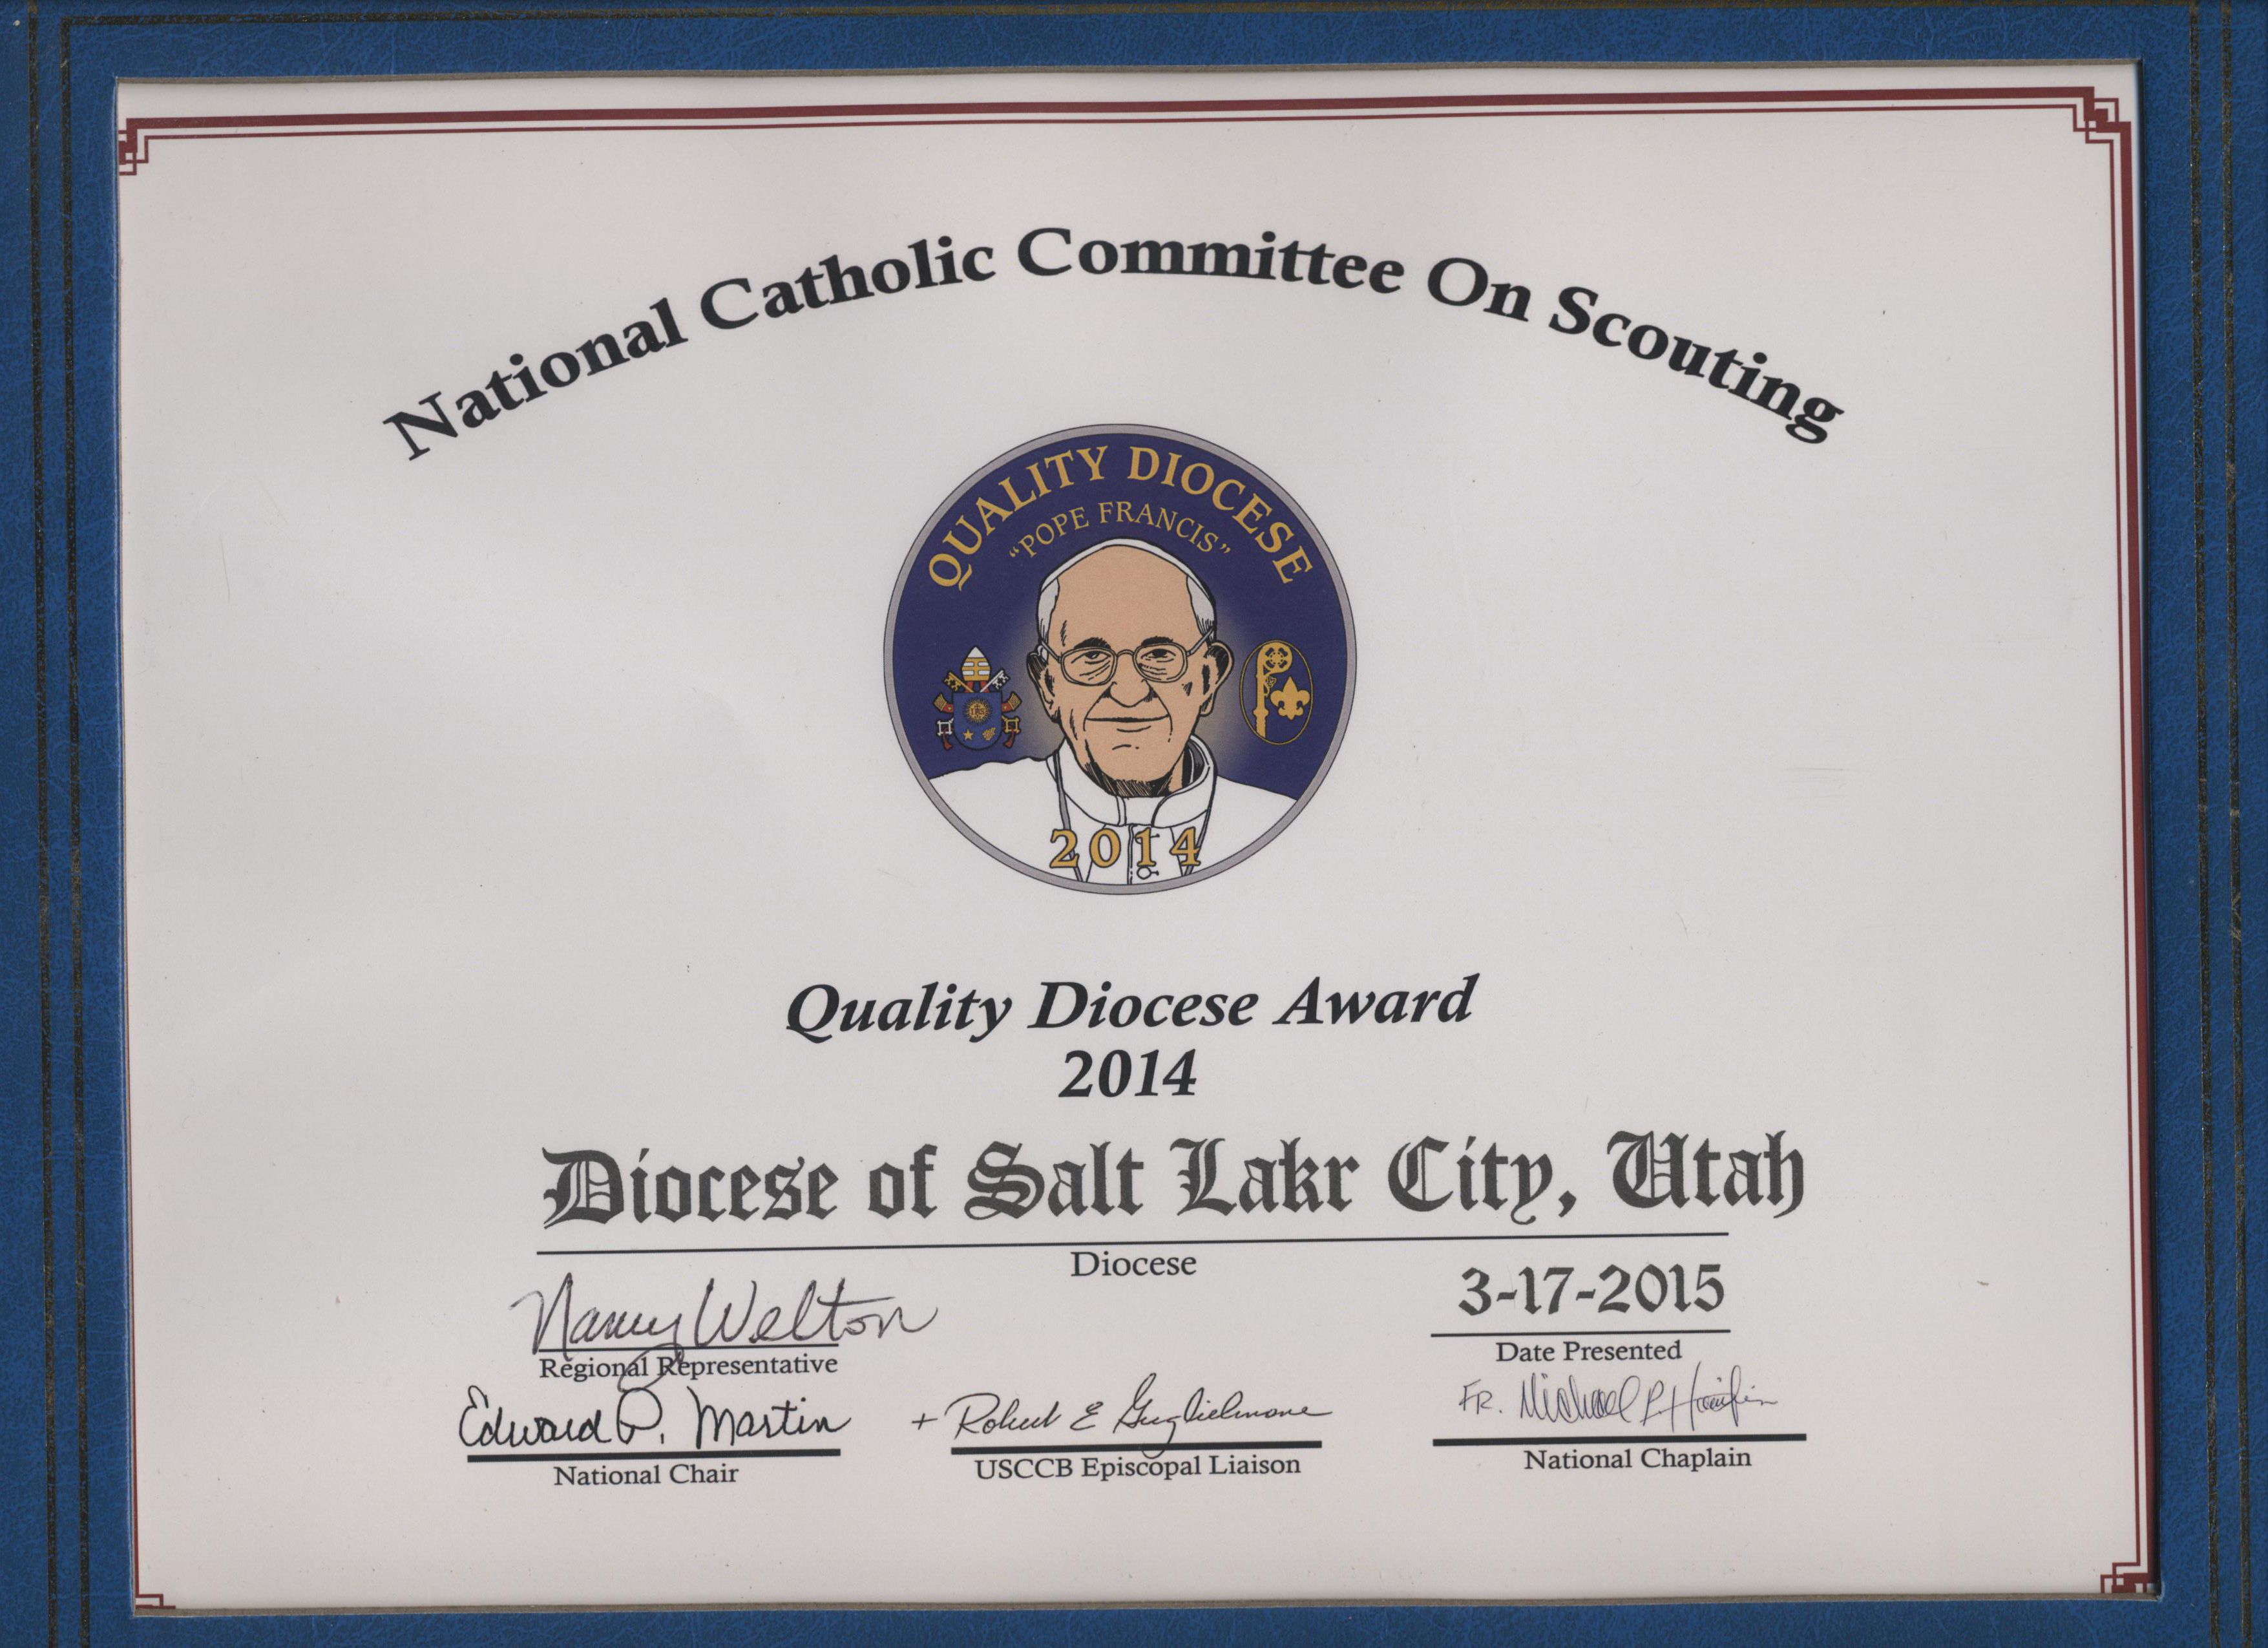 National Catholic Committee On Scouting
QUALITY DIOCESE
"POPE FRANCIS"
2014
Quality Diocese Award
2014
Diocese of Salt Lakr City, Utah
Diocese
Nancy Welton
3-17-2015
Regional Representative
Date Presented
Edward P. Martin
+ Robert E Guglielmone
FR. Michael P.
National Chair
USCCB Episcopal Liaison
National Chaplain